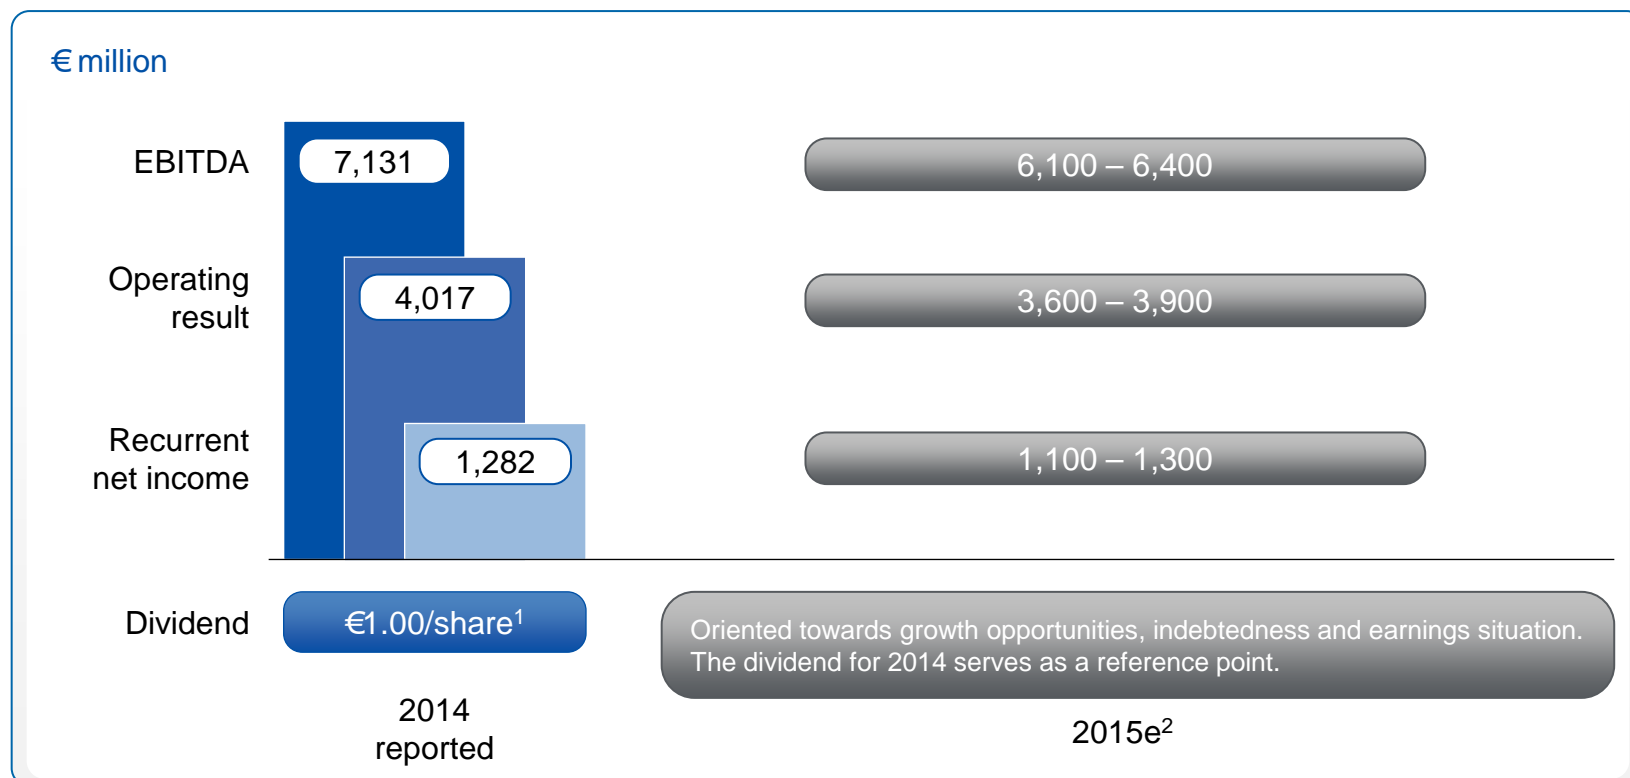 € million
EBITDA
7,131
6,100 – 6,400
Operating
result
4,017
3,600 – 3,900
Recurrent
net income
1,282
1,100 – 1,300
Dividend
€1.00/share¹
Oriented towards growth opportunities, indebtedness and earnings situation.
The dividend for 2014 serves as a reference point.
2014
reported
2015e²